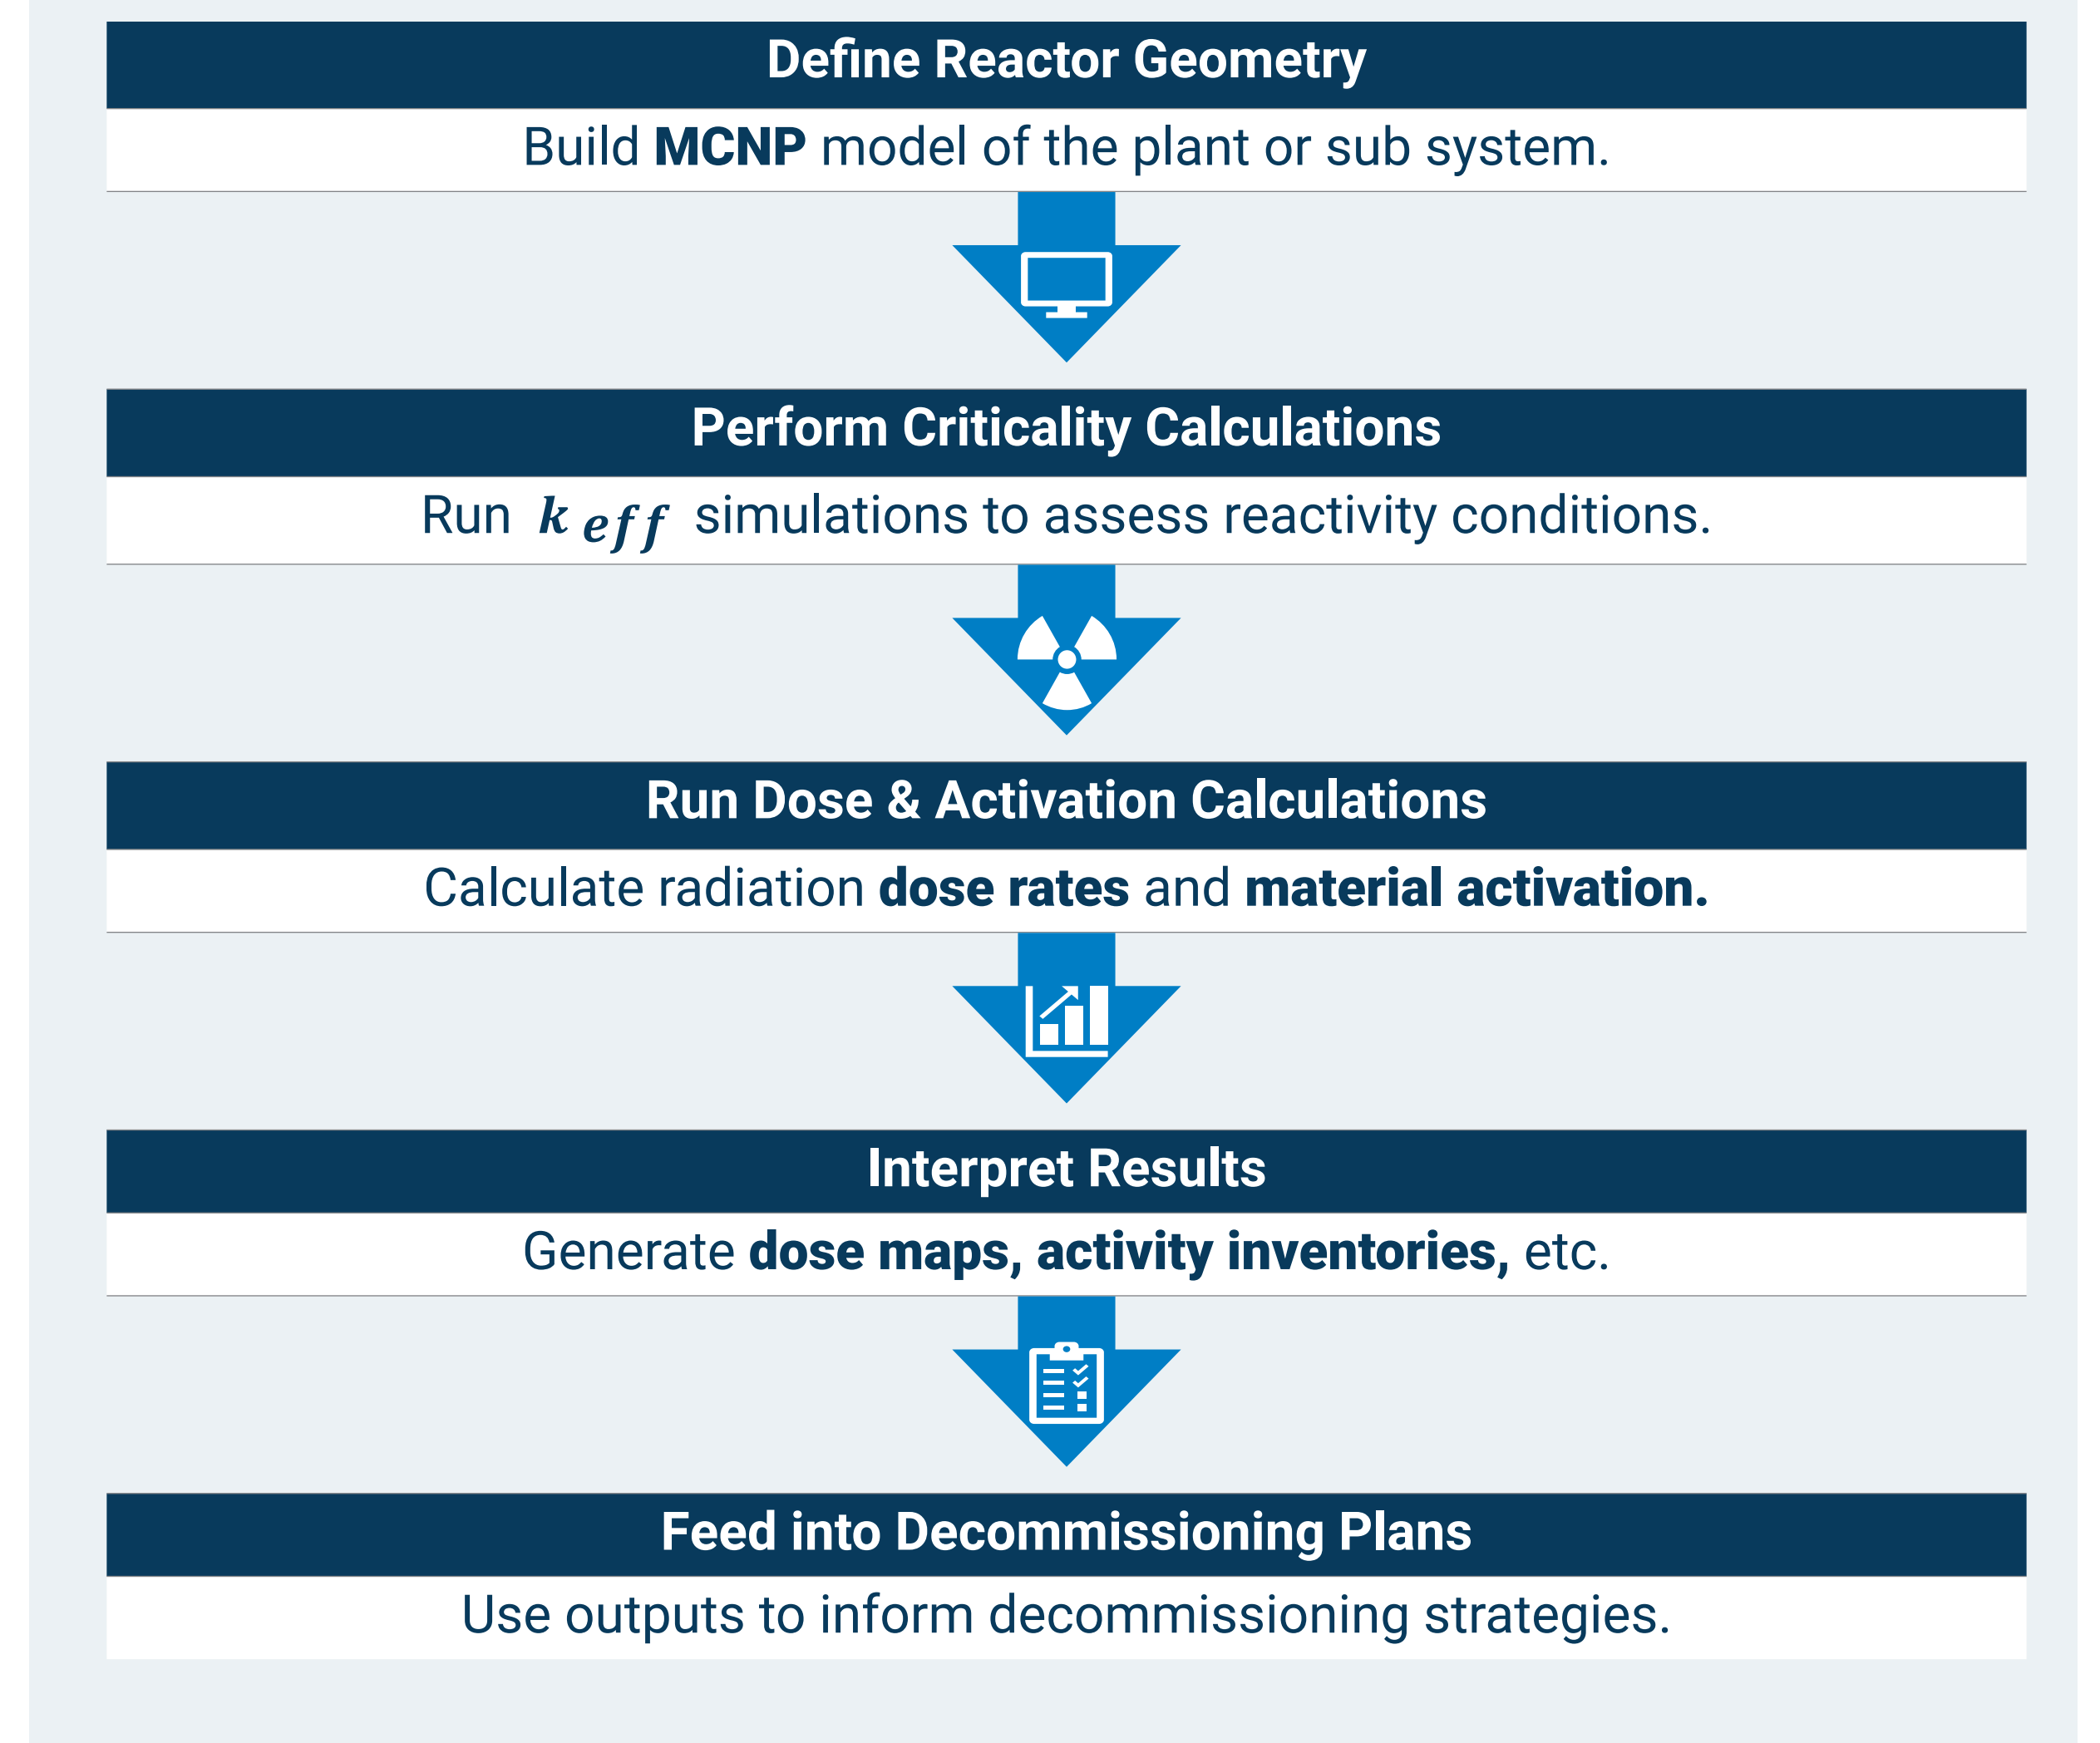 Define Reactor Geometry
Build MCNP model of the plant or sub system.
Perform Criticality Calculations
Run keff simulations to assess reactivity conditions.
Run Dose & Activation Calculations
Calculate radiation dose rates and material activation.
Interpret Results
Generate dose maps, activity inventories, etc.
Feed into Decommissioning Plans
Use outputs to inform decommissioning strategies.